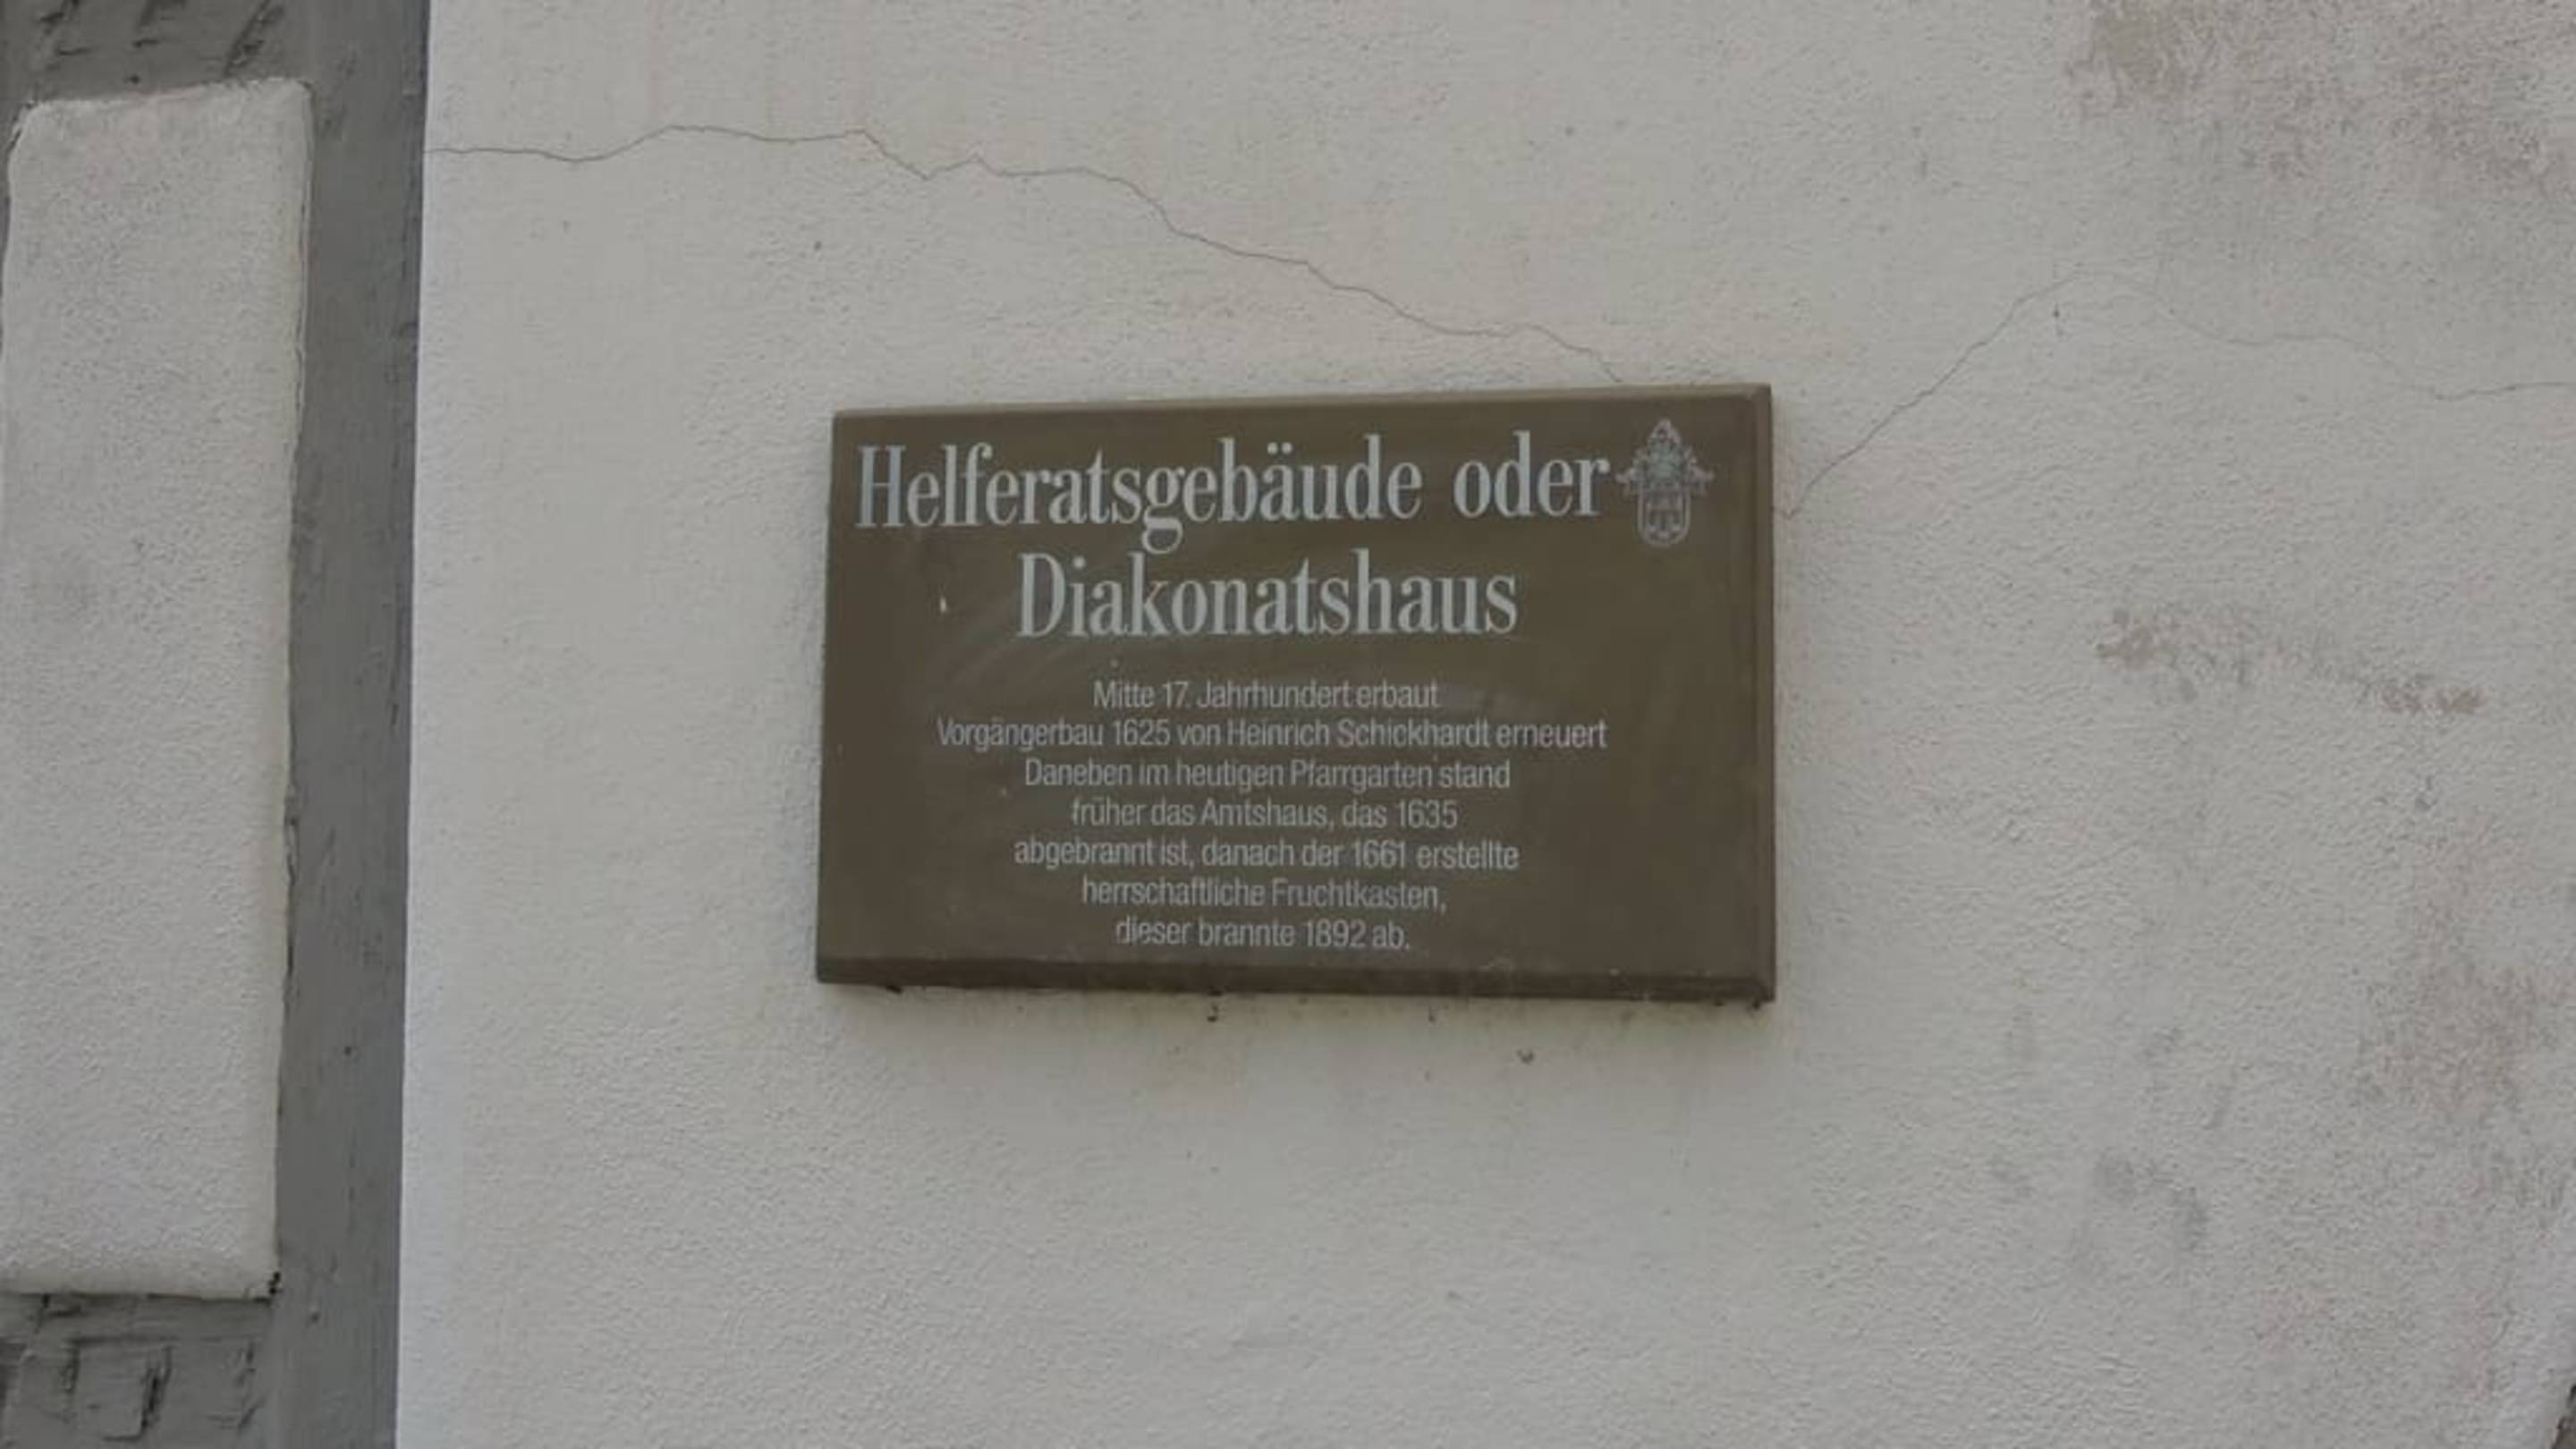 Helferatsgebäude oder
Diakonatshaus
Mitte 17. Jahrhundert erbaut
Vorgängerbau 1625 von Heinrich Schickhardt erneuert
Daneben im heutigen Pfarrgarten stand
früher das Amtshaus, das 1635
abgebrannt ist, danach der 1661 erstellte
herrschaftliche Fruchtkasten,
dieser brannte 1892 ab.